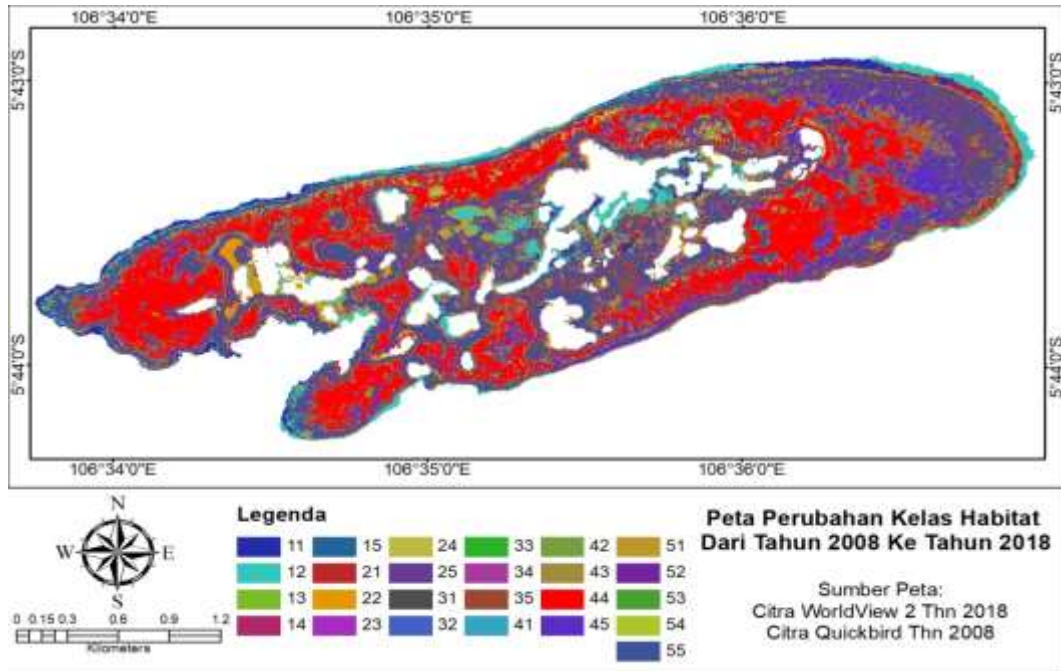 106°34'0"E 106°35'0"E 106°36'0"E
5°43'0"S 5°43'0"S
5°44'0"S 5°44'0"S
106°34'0"E 106°35'0"E 106°36'0"E
N
W E
S
0 0.15 0.3 0.6 0.9 1.2
Kilometers
Legenda
11 15 24 33 42 51
12 21 25 34 43 52
13 22 31 35 44 53
14 23 32 41 45 54
55
Peta Perubahan Kelas Habitat
Dari Tahun 2008 Ke Tahun 2018
Sumber Peta:
Citra WorldView 2 Thn 2018
Citra Quickbird Thn 2008